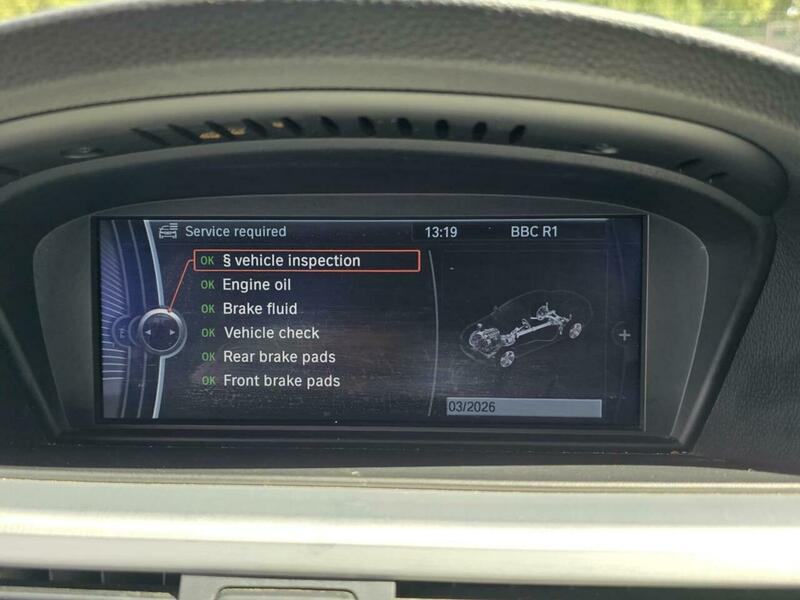 Service required 13:19 BBC R1
OK § vehicle inspection
OK Engine oil
OK Brake fluid
OK Vehicle check
OK Rear brake pads
OK Front brake pads
+
03/2026